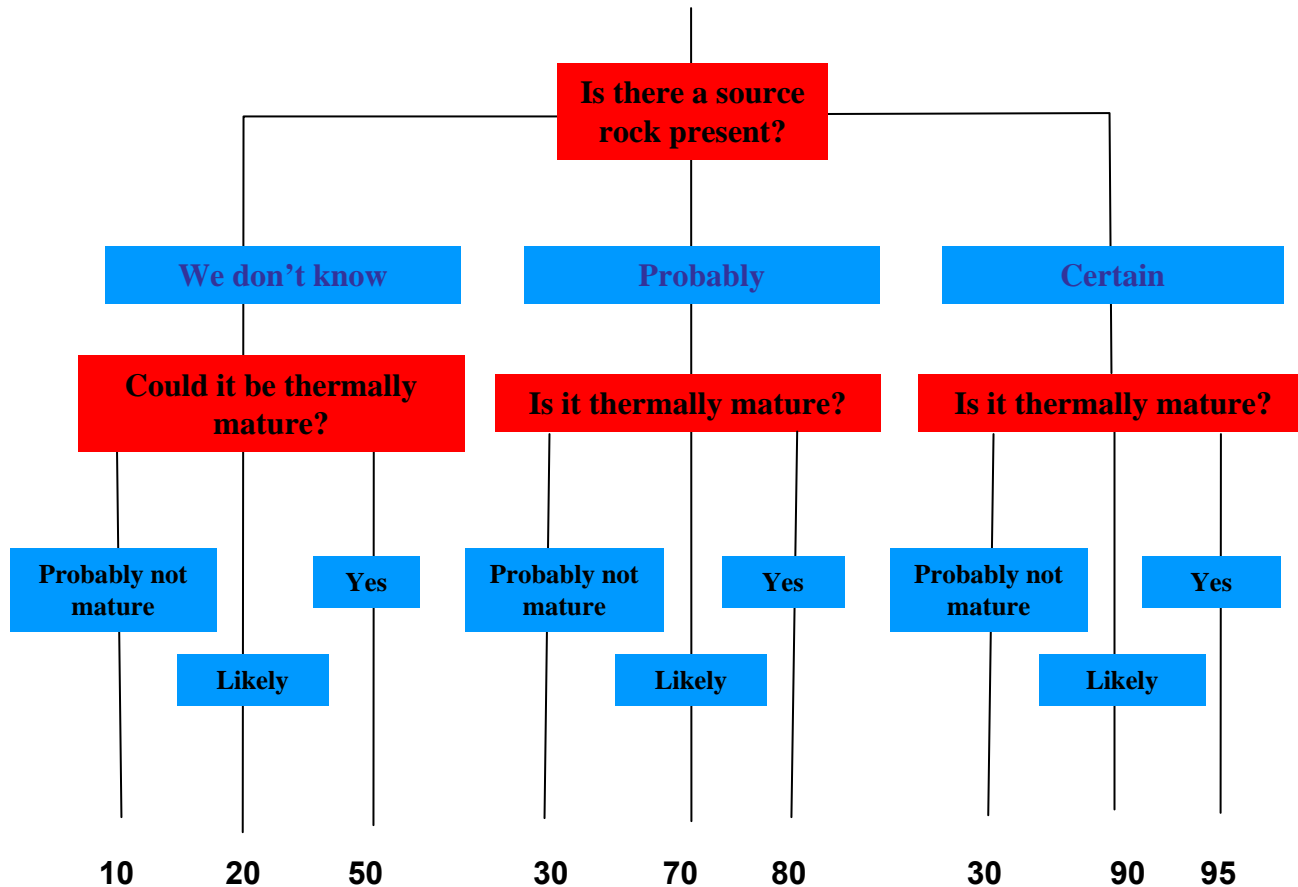 Is there a source
rock present?
We don’t know
Probably
Certain
Could it be thermally
mature?
Is it thermally mature?
Is it thermally mature?
Probably not
mature
Yes
Likely
Probably not
mature
Yes
Likely
Probably not
mature
Yes
Likely
10 20 50 30 70 80 30 90 95